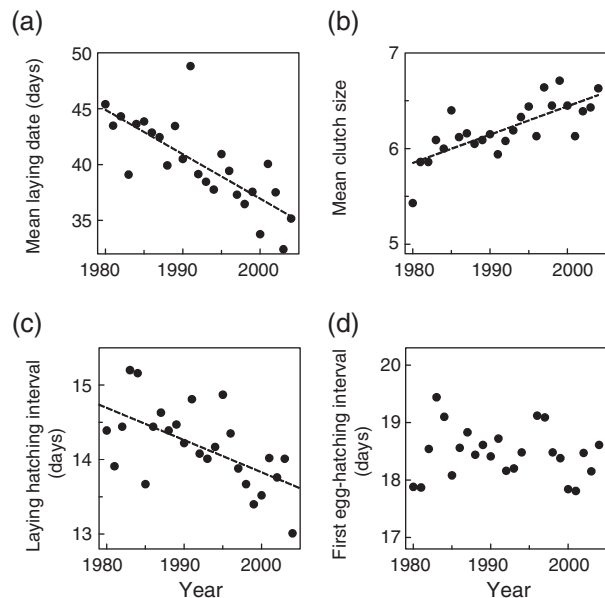 (a)
Mean laying date (days)
50
45
40
35
1980
1990
2000
(b)
Mean clutch size
7
6
5
1980
1990
2000
(c)
Laying hatching interval
(days)
15
14
13
1980
1990
2000
Year
(d)
First egg-hatching interval
(days)
20
19
18
17
1980
1990
2000
Year